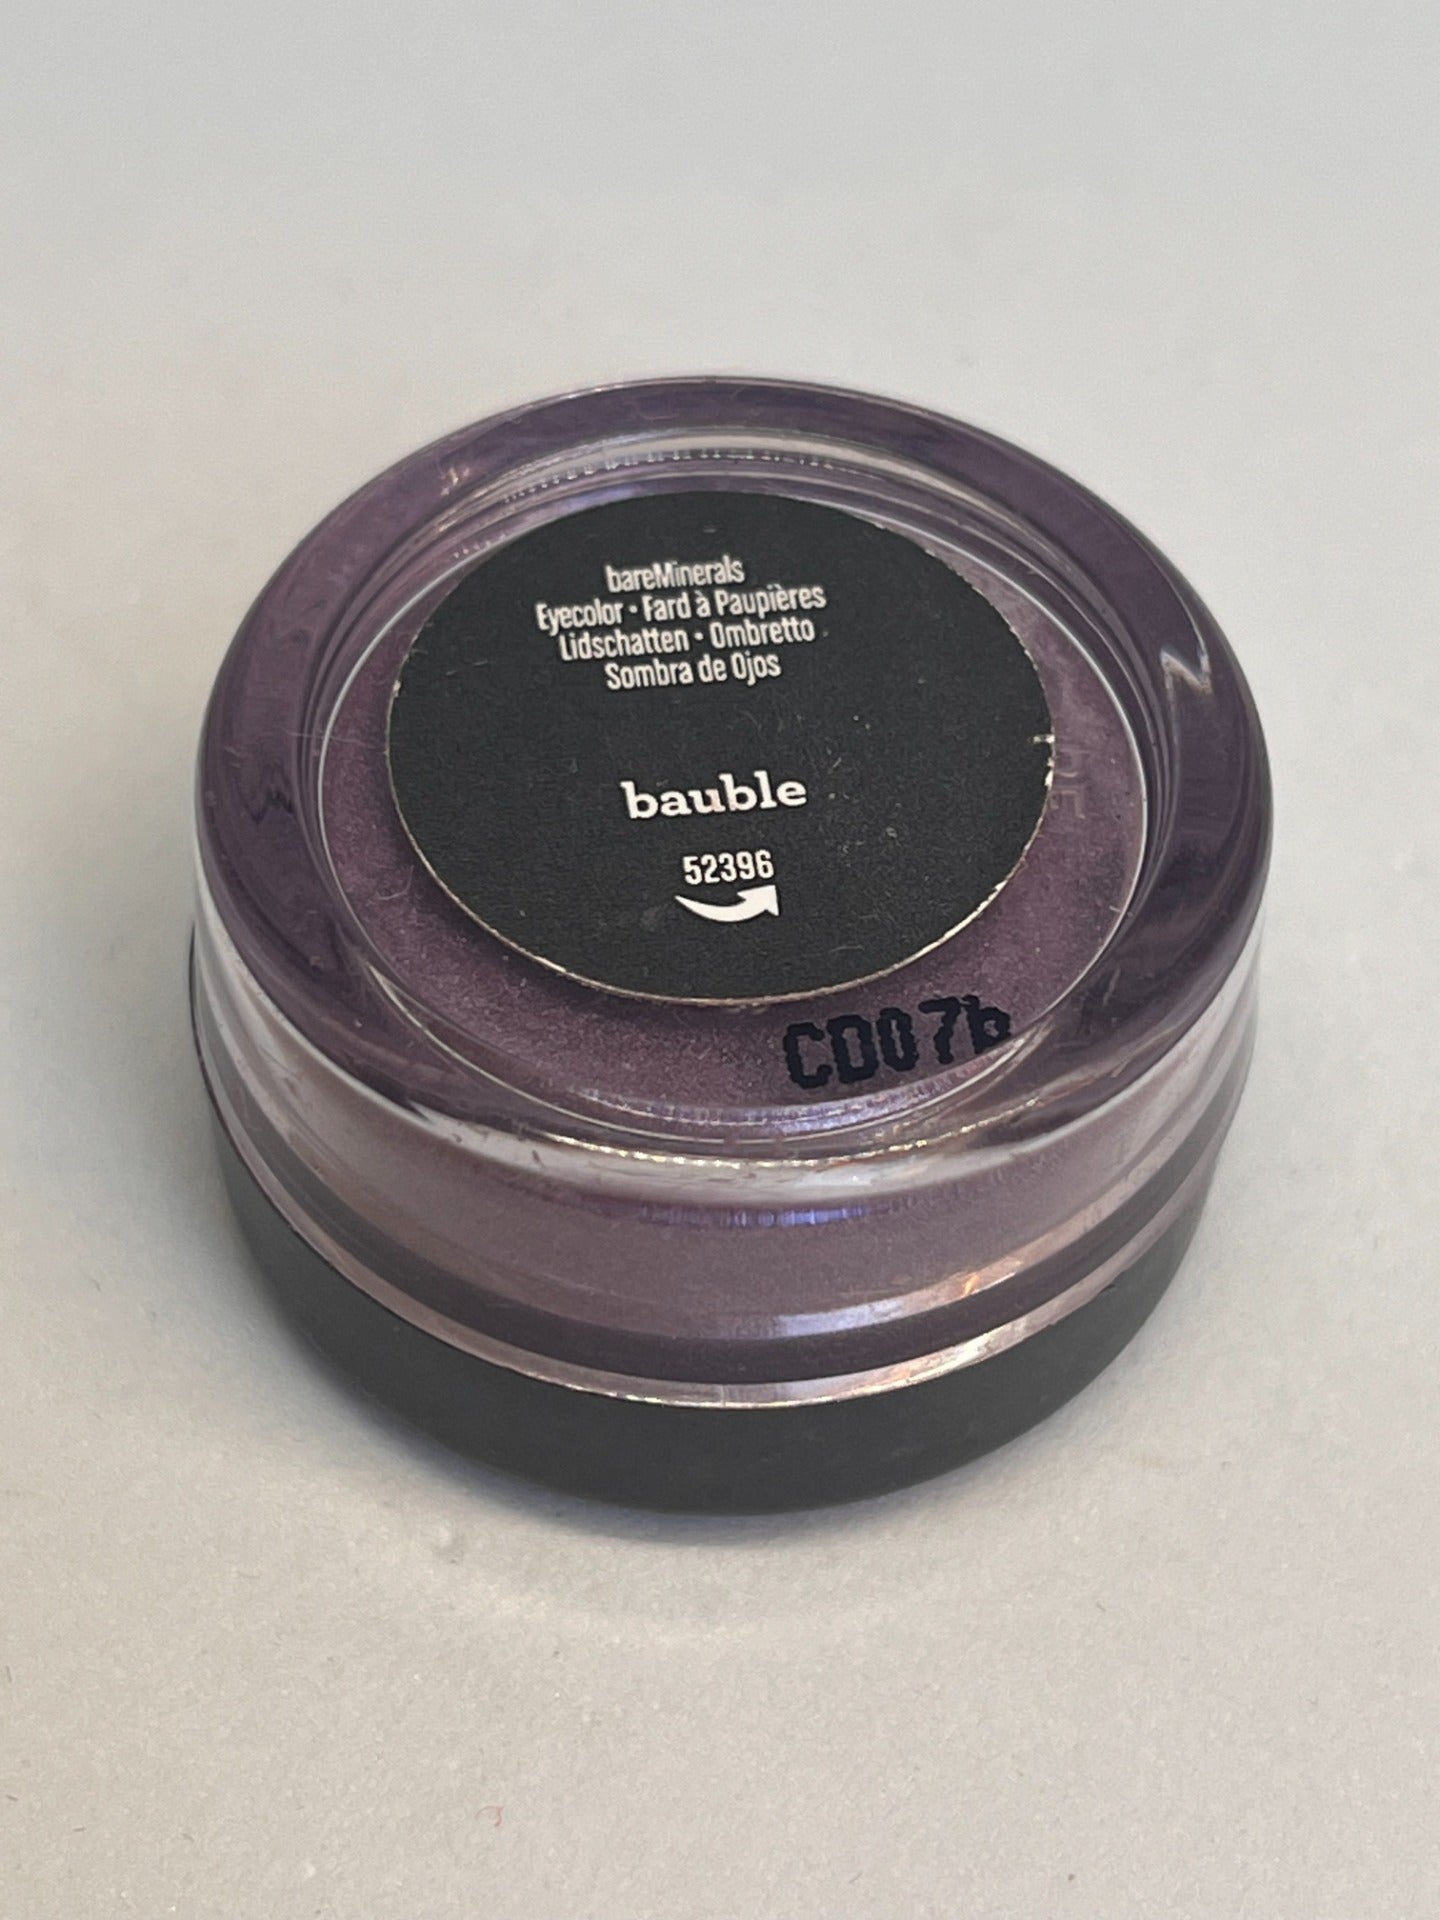 bareMinerals
Eyecolor • Fard à Paupières
Lidschatten • Ombretto
Sombra de Ojos
bauble
52396
CD07b